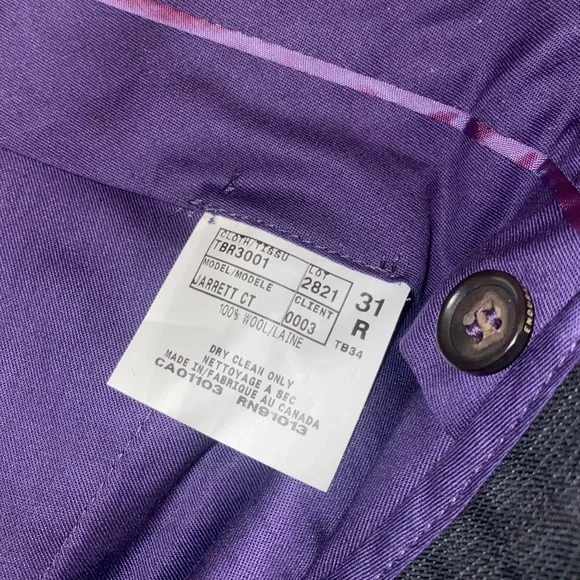 CLOTH/TISSU
TBR3001
LOT
2821
31
R
MODEL/MODELE
JARRETT CT
CLIENT
0003
TB34
100% WOOL/LAINE
DRY CLEAN ONLY
NETTOYAGE A SEC
MADE IN/FABRIQUE AU CANADA
CA01103 RN91013